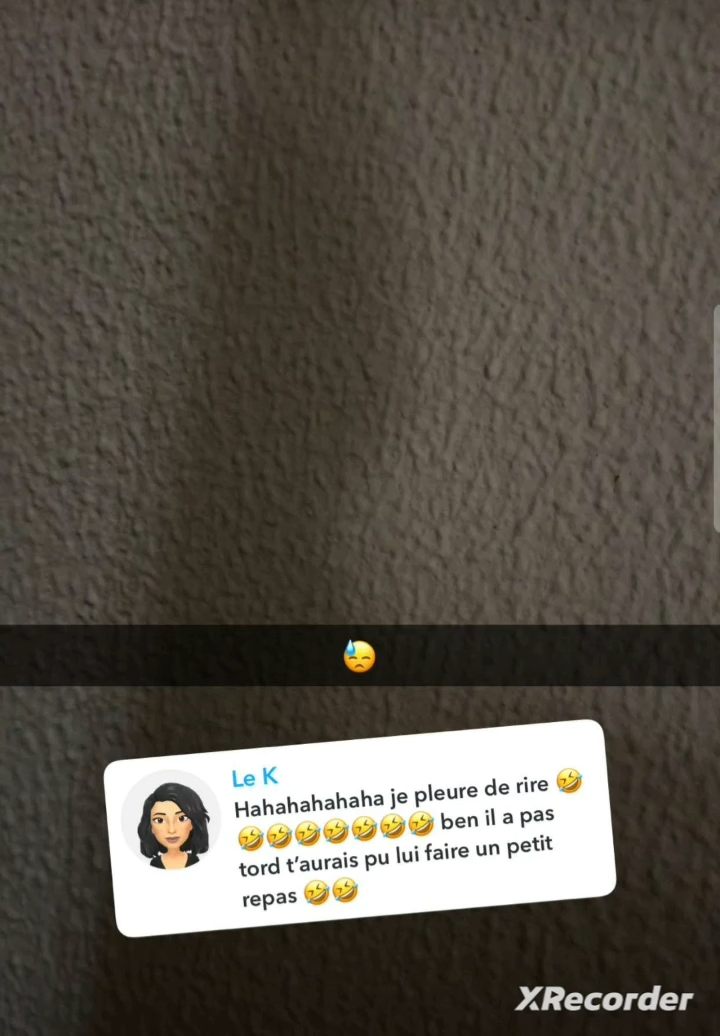 😓
Le K
Hahahahahaha je pleure de rire 🤣
🤣🤣🤣🤣🤣🤣🤣 ben il a pas
tord t’aurais pu lui faire un petit
repas 🤣🤣
XRecorder